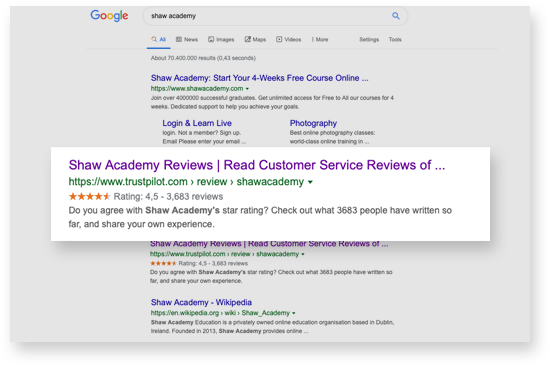 Google
shaw academy
All News Images Maps Videos More Settings Tools
About 70.400.000 results (0,43 seconds)
Shaw Academy: Start Your 4-Weeks Free Course Online ...
https://www.shawacademy.com
Join over 4000000 successful graduates. Get unlimited access for Free to All our courses for 4
weeks. Dedicated support to help you achieve your goals.
Login & Learn Live
login. Not a member? Sign up.
Email Please enter your email ...
Photography
Best online photography classes:
world-class online training in ...
Shaw Academy Reviews | Read Customer Service Reviews of ...
https://www.trustpilot.com › review › shawacademy
Rating: 4,5 - 3,683 reviews
Do you agree with Shaw Academy's star rating? Check out what 3683 people have written so
far, and share your own experience.
Shaw Academy Reviews | Read Customer Service Reviews of ...
https://www.trustpilot.com › review › shawacademy
Rating: 4,5 - 3,683 reviews
Do you agree with Shaw Academy's star rating? Check out what 3683 people have written so
far, and share your own experience.
Shaw Academy - Wikipedia
https://en.wikipedia.org › wiki › Shaw_Academy
Shaw Academy Education is a privately owned online education organisation based in Dublin,
Ireland. Founded in 2013, Shaw Academy provides online ...